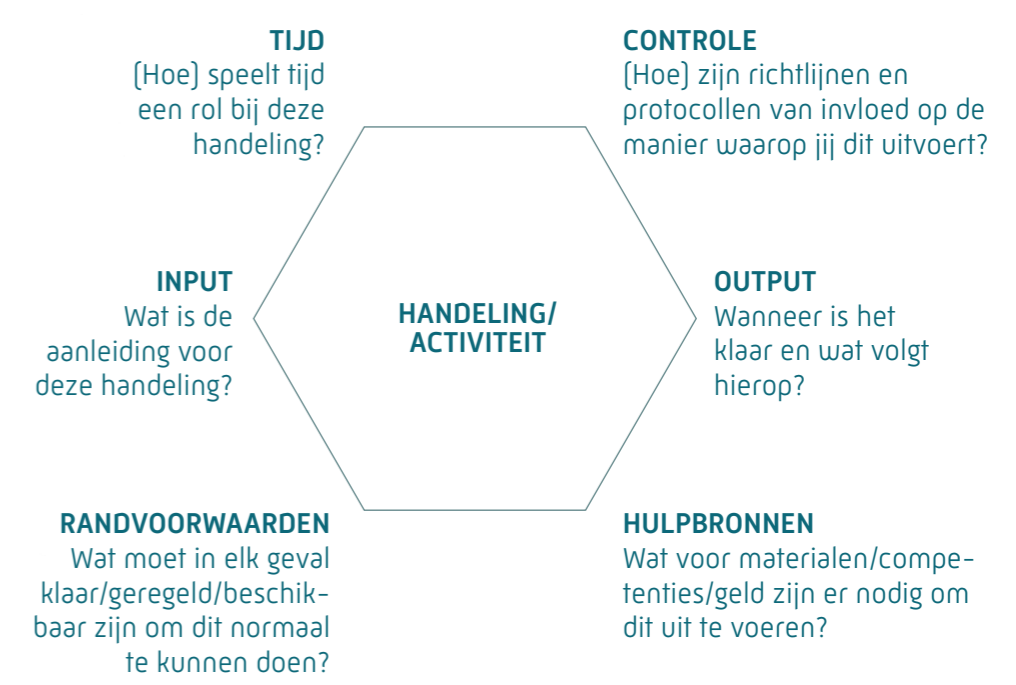 TIJD
(Hoe) speelt tijd
een rol bij deze
handeling?
CONTROLE
(Hoe) zijn richtlijnen en
protocollen van invloed op de
manier waarop jij dit uitvoert?
INPUT
Wat is de
aanleiding voor
deze handeling?
HANDELING/
ACTIVITEIT
OUTPUT
Wanneer is het
klaar en wat volgt
hierop?
RANDVOORWAARDEN
Wat moet in elk geval
klaar/geregeld/beschik-
baar zijn om dit normaal
te kunnen doen?
HULPBRONNEN
Wat voor materialen/compe-
tenties/geld zijn er nodig om
dit uit te voeren?